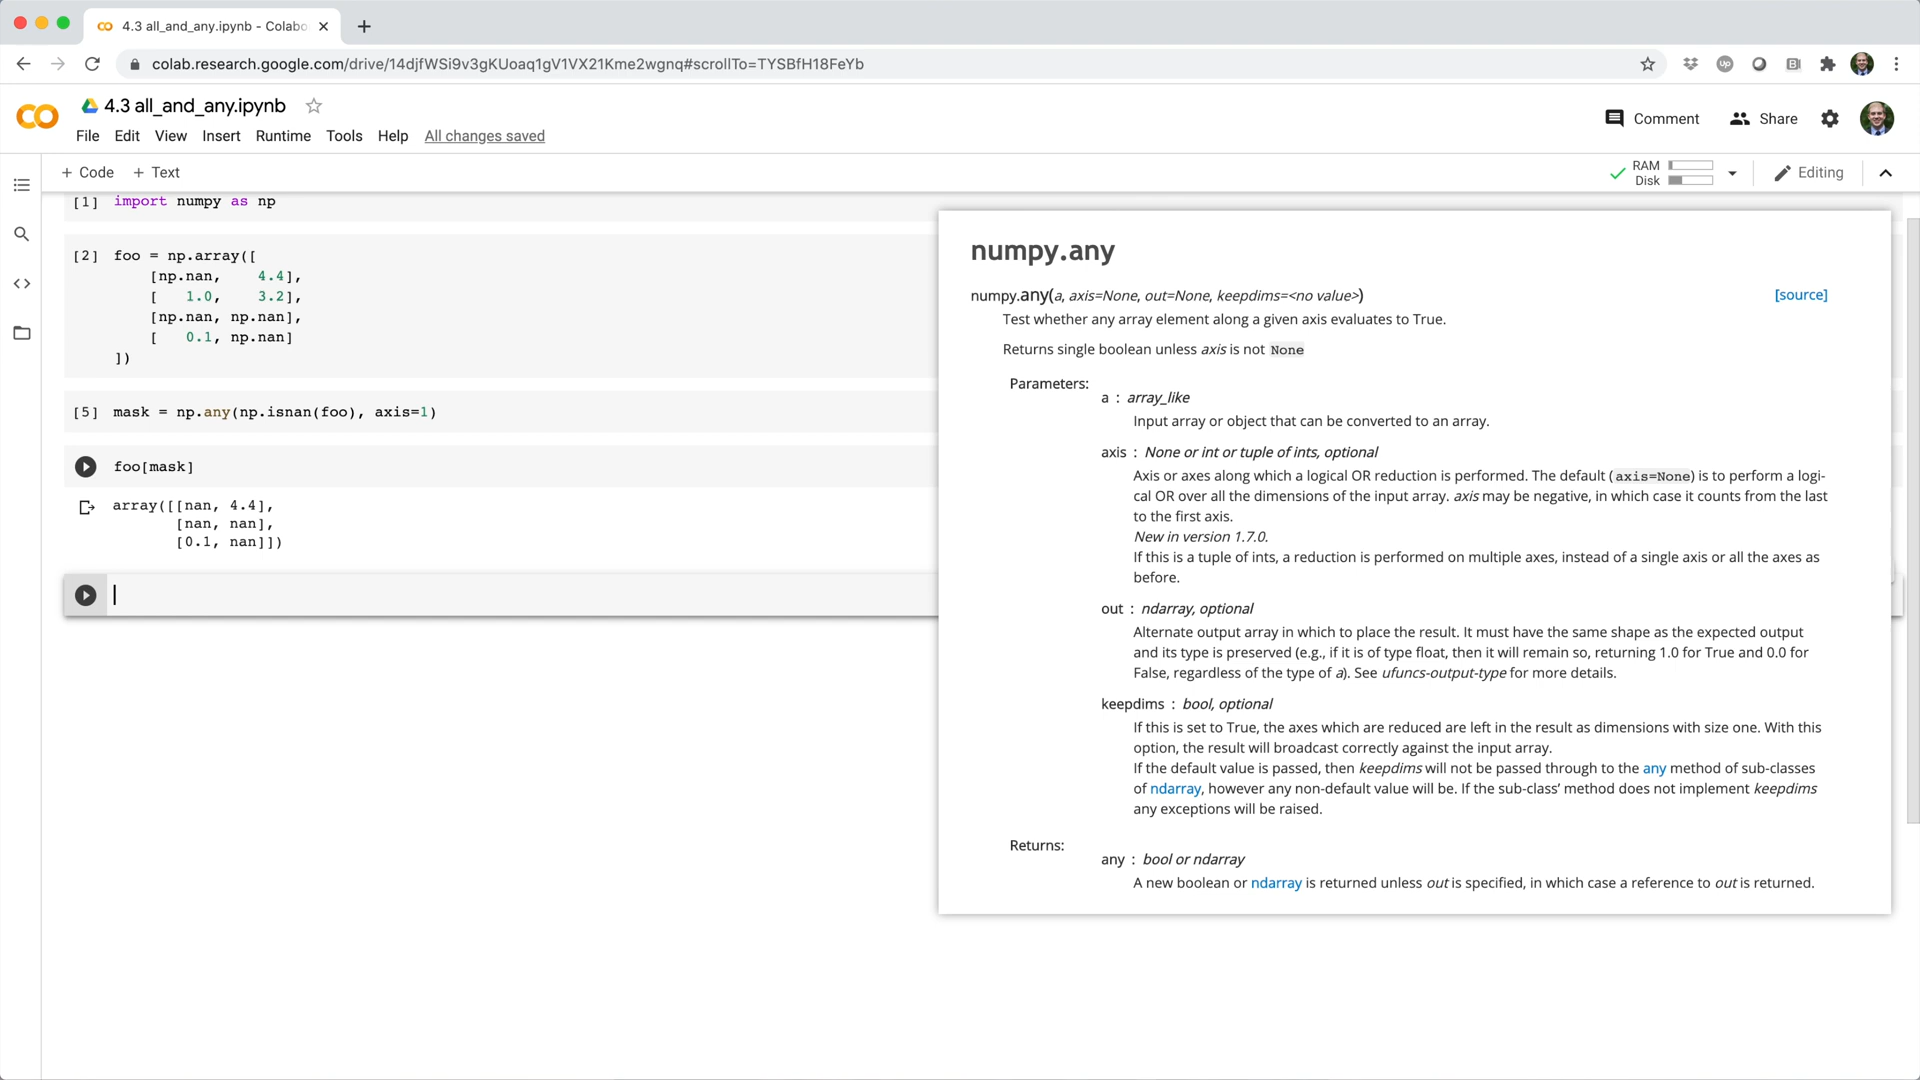 4.3 all_and_any.ipynb - Colabo
colab.research.google.com/drive/14djfWSi9v3gKUoaq1gV1VX21Kme2wgnq#scrollTo=TYSBfH18FeYb
4.3 all_and_any.ipynb
File Edit View Insert Runtime Tools Help All changes saved
Comment Share
+ Code + Text
RAM
Disk
Editing
[1] import numpy as np
[2] foo = np.array([
[np.nan, 4.4],
[ 1.0, 3.2],
[np.nan, np.nan],
[ 0.1, np.nan]
])
[5] mask = np.any(np.isnan(foo), axis=1)
foo[mask]
array([[nan, 4.4],
[nan, nan],
[0.1, nan]])
numpy.any
numpy.any(a, axis=None, out=None, keepdims=<no value>) [source]
Test whether any array element along a given axis evaluates to True.
Returns single boolean unless axis is not None
Parameters:
a : array_like
Input array or object that can be converted to an array.
axis : None or int or tuple of ints, optional
Axis or axes along which a logical OR reduction is performed. The default (axis=None) is to perform a logi-
cal OR over all the dimensions of the input array. axis may be negative, in which case it counts from the last
to the first axis.
New in version 1.7.0.
If this is a tuple of ints, a reduction is performed on multiple axes, instead of a single axis or all the axes as
before.
out : ndarray, optional
Alternate output array in which to place the result. It must have the same shape as the expected output
and its type is preserved (e.g., if it is of type float, then it will remain so, returning 1.0 for True and 0.0 for
False, regardless of the type of a). See ufuncs-output-type for more details.
keepdims : bool, optional
If this is set to True, the axes which are reduced are left in the result as dimensions with size one. With this
option, the result will broadcast correctly against the input array.
If the default value is passed, then keepdims will not be passed through to the any method of sub-classes
of ndarray, however any non-default value will be. If the sub-class’ method does not implement keepdims
any exceptions will be raised.
Returns:
any : bool or ndarray
A new boolean or ndarray is returned unless out is specified, in which case a reference to out is returned.